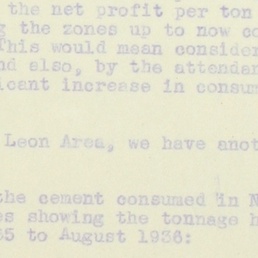 the net profit per ton
g the zones up to now co
This would mean consider
nd also, by the attendan
icant increase in consum
Leon Area, we have anot
the cement consumed in N
es showing the tonnage h
35 to August 1936: